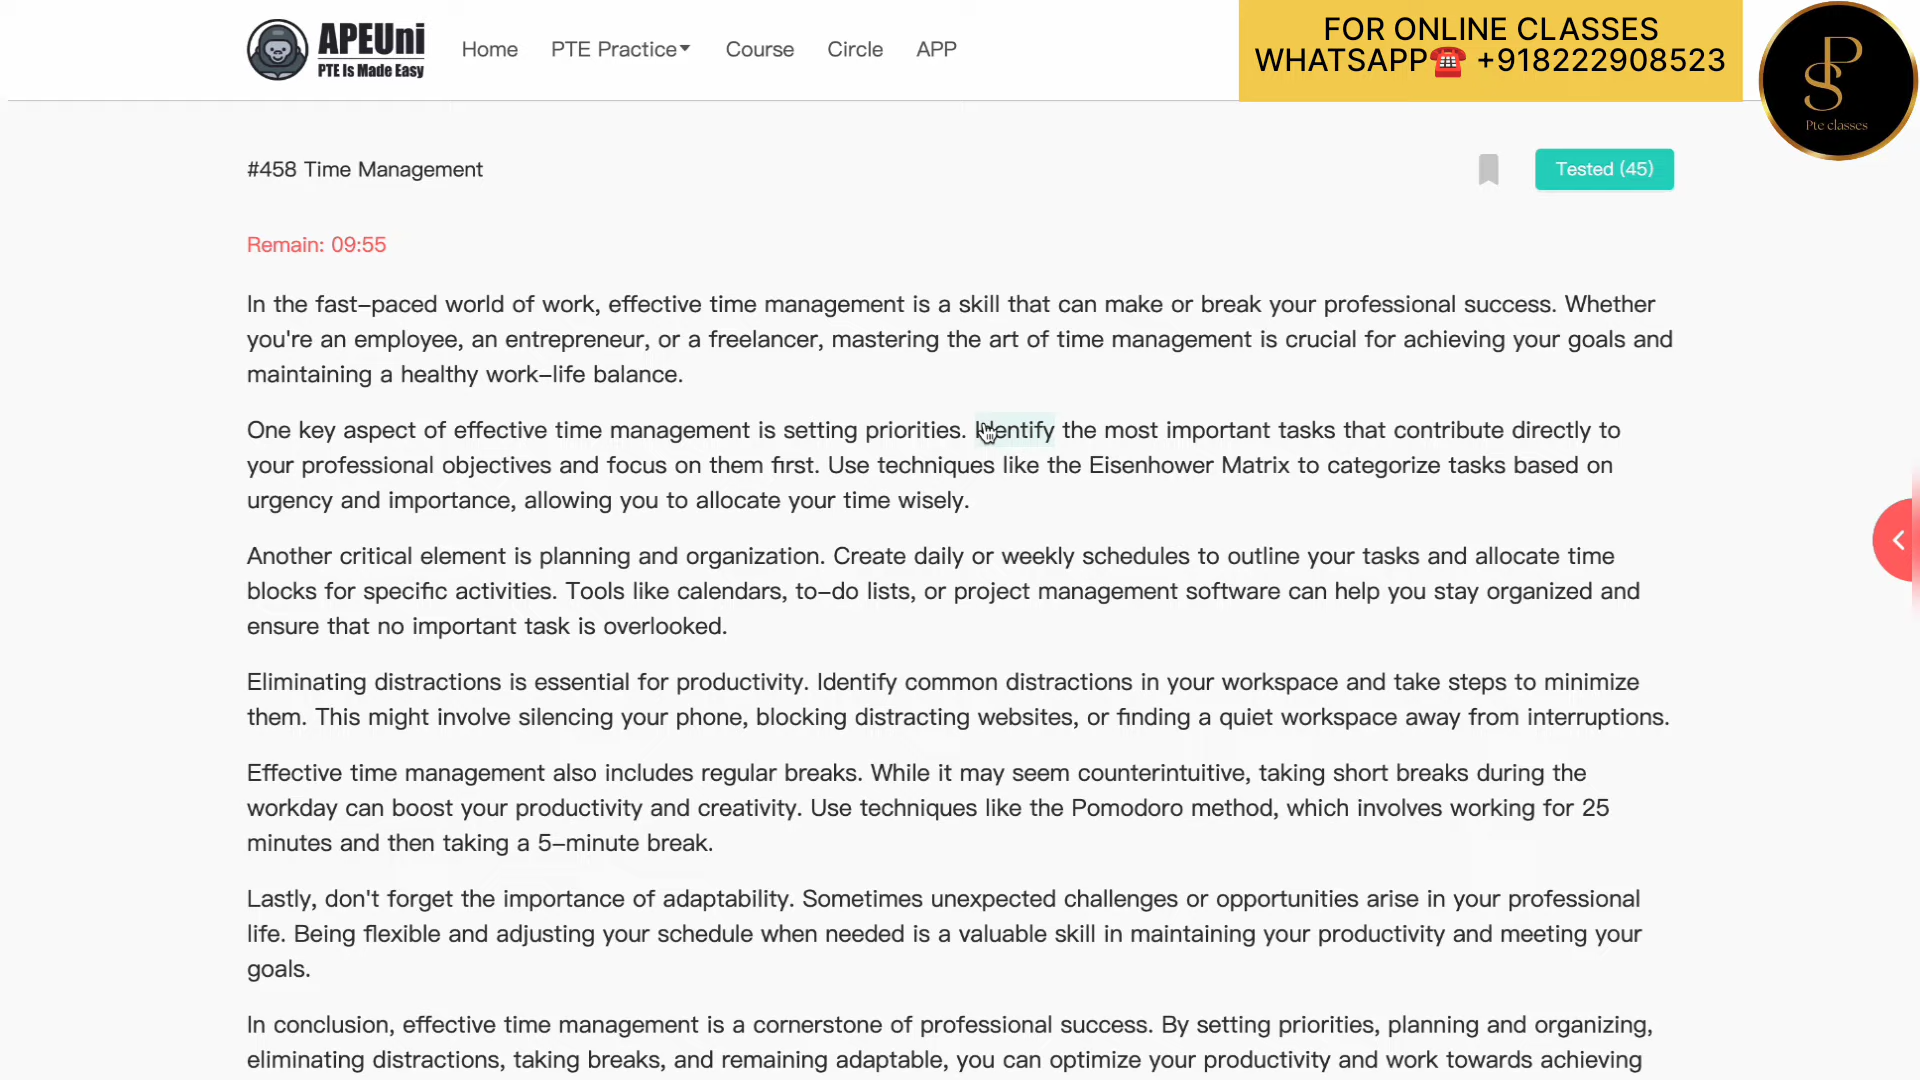 APEUni
PTE Is Made Easy
Home
PTE Practice
Course
Circle
APP
FOR ONLINE CLASSES
WHATSAPP☎️ +918222908523
PS
Pte classes
#458 Time Management
Tested (45)
Remain: 09:55
In the fast-paced world of work, effective time management is a skill that can make or break your professional success. Whether
you're an employee, an entrepreneur, or a freelancer, mastering the art of time management is crucial for achieving your goals and
maintaining a healthy work-life balance.
One key aspect of effective time management is setting priorities. Identify the most important tasks that contribute directly to
your professional objectives and focus on them first. Use techniques like the Eisenhower Matrix to categorize tasks based on
urgency and importance, allowing you to allocate your time wisely.
Another critical element is planning and organization. Create daily or weekly schedules to outline your tasks and allocate time
blocks for specific activities. Tools like calendars, to-do lists, or project management software can help you stay organized and
ensure that no important task is overlooked.
Eliminating distractions is essential for productivity. Identify common distractions in your workspace and take steps to minimize
them. This might involve silencing your phone, blocking distracting websites, or finding a quiet workspace away from interruptions.
Effective time management also includes regular breaks. While it may seem counterintuitive, taking short breaks during the
workday can boost your productivity and creativity. Use techniques like the Pomodoro method, which involves working for 25
minutes and then taking a 5-minute break.
Lastly, don't forget the importance of adaptability. Sometimes unexpected challenges or opportunities arise in your professional
life. Being flexible and adjusting your schedule when needed is a valuable skill in maintaining your productivity and meeting your
goals.
In conclusion, effective time management is a cornerstone of professional success. By setting priorities, planning and organizing,
eliminating distractions, taking breaks, and remaining adaptable, you can optimize your productivity and work towards achieving